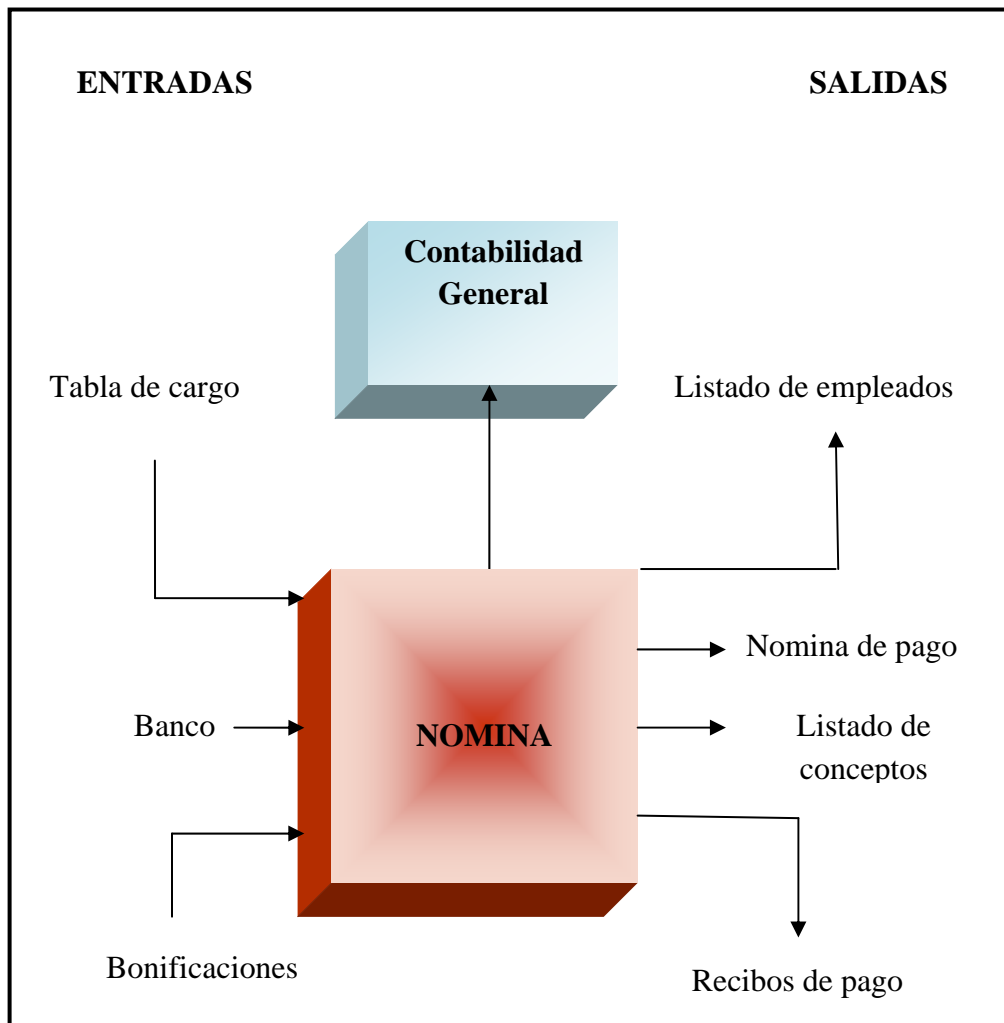 ENTRADAS
SALIDAS
Contabilidad
General
Tabla de cargo
Listado de empleados
Nomina de pago
Banco
NOMINA
Listado de
conceptos
Bonificaciones
Recibos de pago